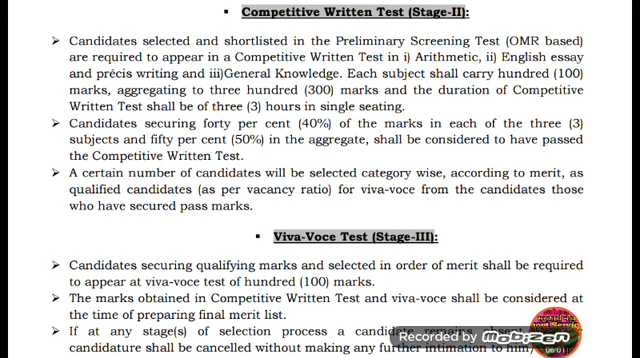 ▪ Competitive Written Test (Stage-II):
➤ Candidates selected and shortlisted in the Preliminary Screening Test (OMR based)
are required to appear in a Competitive Written Test in i) Arithmetic, ii) English essay
and précis writing and iii)General Knowledge. Each subject shall carry hundred (100)
marks, aggregating to three hundred (300) marks and the duration of Competitive
Written Test shall be of three (3) hours in single seating.
➤ Candidates securing forty per cent (40%) of the marks in each of the three (3)
subjects and fifty per cent (50%) in the aggregate, shall be considered to have passed
the Competitive Written Test.
➤ A certain number of candidates will be selected category wise, according to merit, as
qualified candidates (as per vacancy ratio) for viva-voce from the candidates those
who have secured pass marks.
▪ Viva-Voce Test (Stage-III):
➤ Candidates securing qualifying marks and selected in order of merit shall be required
to appear at viva-voce test of hundred (100) marks.
➤ The marks obtained in Competitive Written Test and viva-voce shall be considered at
the time of preparing final merit list.
➤ If at any stage(s) of selection process a candidate remains
candidature shall be cancelled without making any further intimation to
Recorded by mobizen
06:01